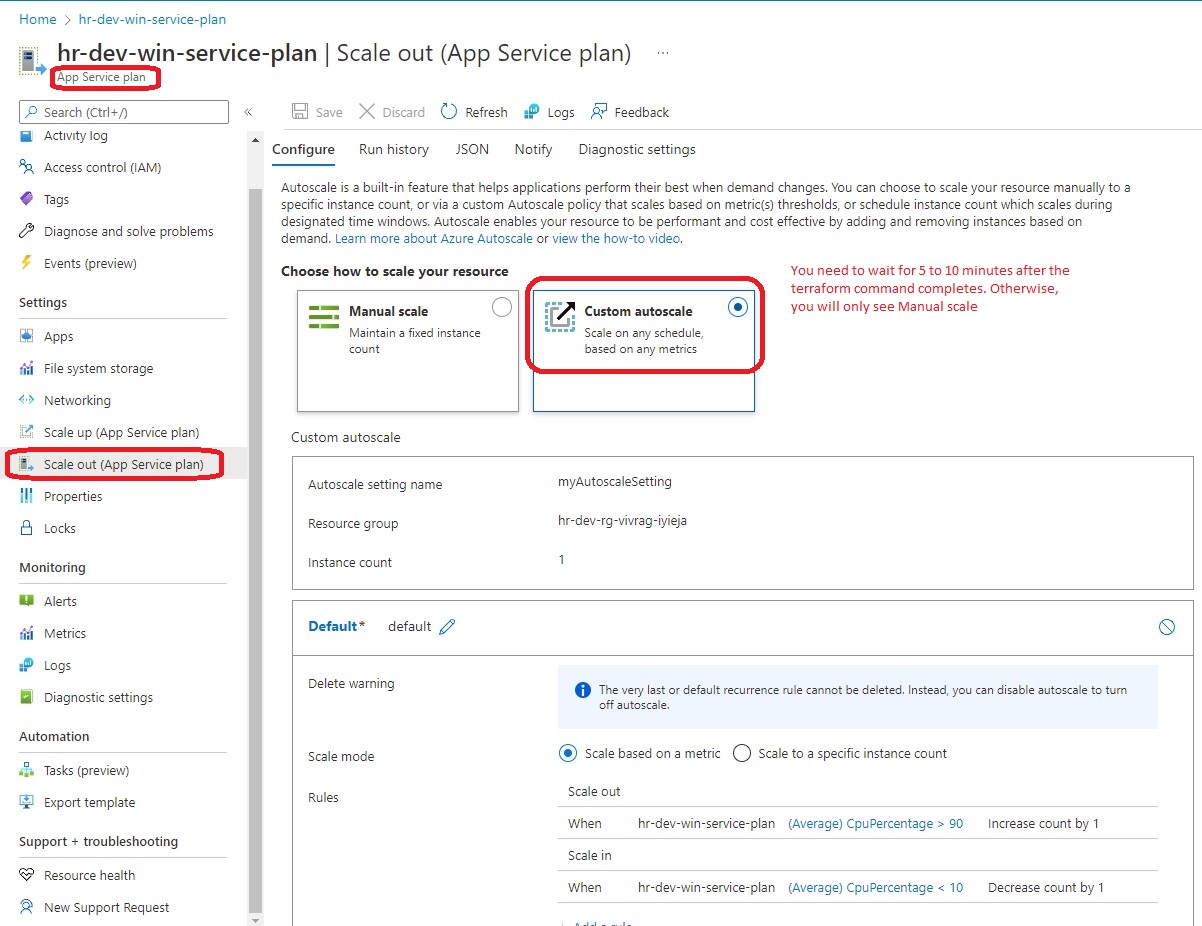 Home > hr-dev-win-service-plan
hr-dev-win-service-plan | Scale out (App Service plan) ...
App Service plan
Search (Ctrl+/) «
Activity log
Access control (IAM)
Tags
Diagnose and solve problems
Events (preview)
Settings
Apps
File system storage
Networking
Scale up (App Service plan)
Scale out (App Service plan)
Properties
Locks
Monitoring
Alerts
Metrics
Logs
Diagnostic settings
Automation
Tasks (preview)
Export template
Support + troubleshooting
Resource health
New Support Request
Save Discard Refresh Logs Feedback
Configure Run history JSON Notify Diagnostic settings
Autoscale is a built-in feature that helps applications perform their best when demand changes. You can choose to scale your resource manually to a
specific instance count, or via a custom Autoscale policy that scales based on metric(s) thresholds, or schedule instance count which scales during
designated time windows. Autoscale enables your resource to be performant and cost effective by adding and removing instances based on
demand. Learn more about Azure Autoscale or view the how-to video.
Choose how to scale your resource
Manual scale
Maintain a fixed instance
count
Custom autoscale
Scale on any schedule,
based on any metrics
You need to wait for 5 to 10 minutes after the
terraform command completes. Otherwise,
you will only see Manual scale
Custom autoscale
Autoscale setting name myAutoscaleSetting
Resource group hr-dev-rg-vivrag-iyieja
Instance count 1
Default* default
Delete warning
The very last or default recurrence rule cannot be deleted. Instead, you can disable autoscale to turn
off autoscale.
Scale mode Scale based on a metric Scale to a specific instance count
Rules
Scale out
When hr-dev-win-service-plan (Average) CpuPercentage > 90 Increase count by 1
Scale in
When hr-dev-win-service-plan (Average) CpuPercentage < 10 Decrease count by 1
Add a rule